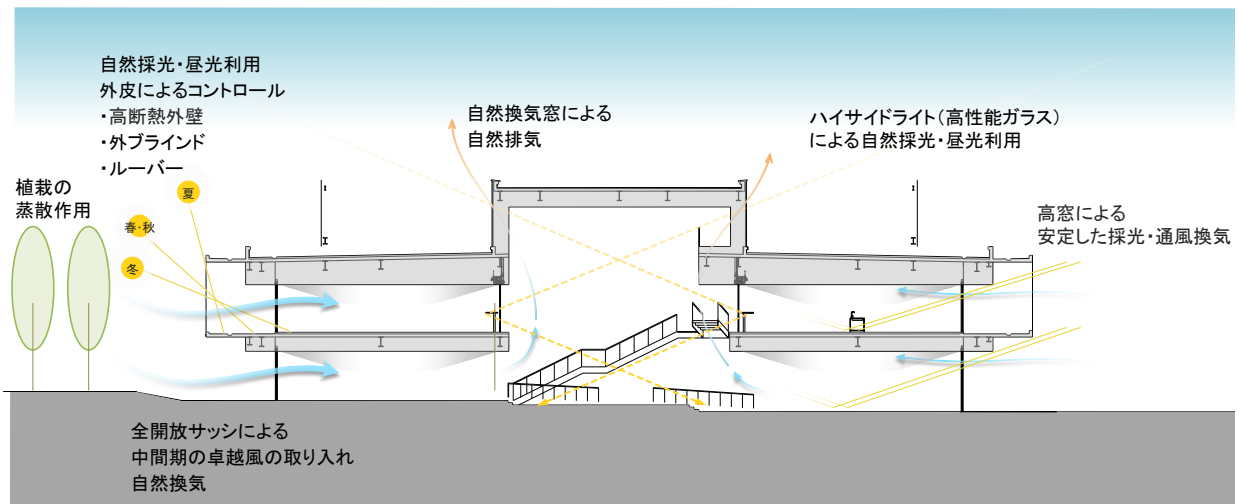 自然採光・昼光利用
外皮によるコントロール
・高断熱外壁
・外ブラインド
・ルーバー
自然換気窓による
自然排気
ハイサイドライト（高性能ガラス）
による自然採光・昼光利用
植栽の
蒸散作用
夏
春・秋
冬
高窓による
安定した採光・通風換気
全開放サッシによる
中間期の卓越風の取り入れ
自然換気